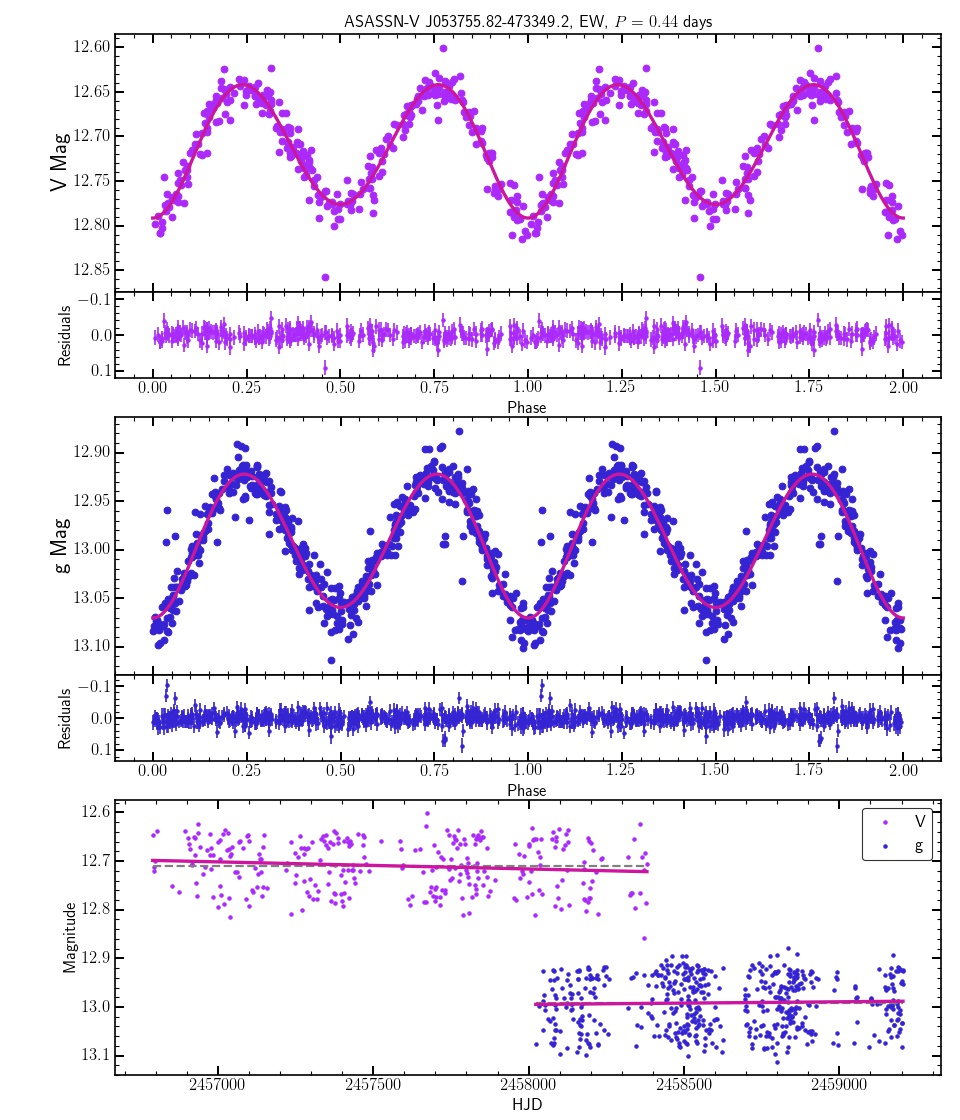 ASASSN-V J053755.82-473349.2, EW, P = 0.44 days
12.60
12.65
12.70
12.75
12.80
12.85
V Mag
−0.1
0.0
0.1
Residuals
0.00 0.25 0.50 0.75 1.00 1.25 1.50 1.75 2.00
Phase
12.90
12.95
13.00
13.05
13.10
g Mag
−0.1
0.0
0.1
Residuals
0.00 0.25 0.50 0.75 1.00 1.25 1.50 1.75 2.00
Phase
12.6
12.7
12.8
12.9
13.0
13.1
Magnitude
V
g
2457000 2457500 2458000 2458500 2459000
HJD